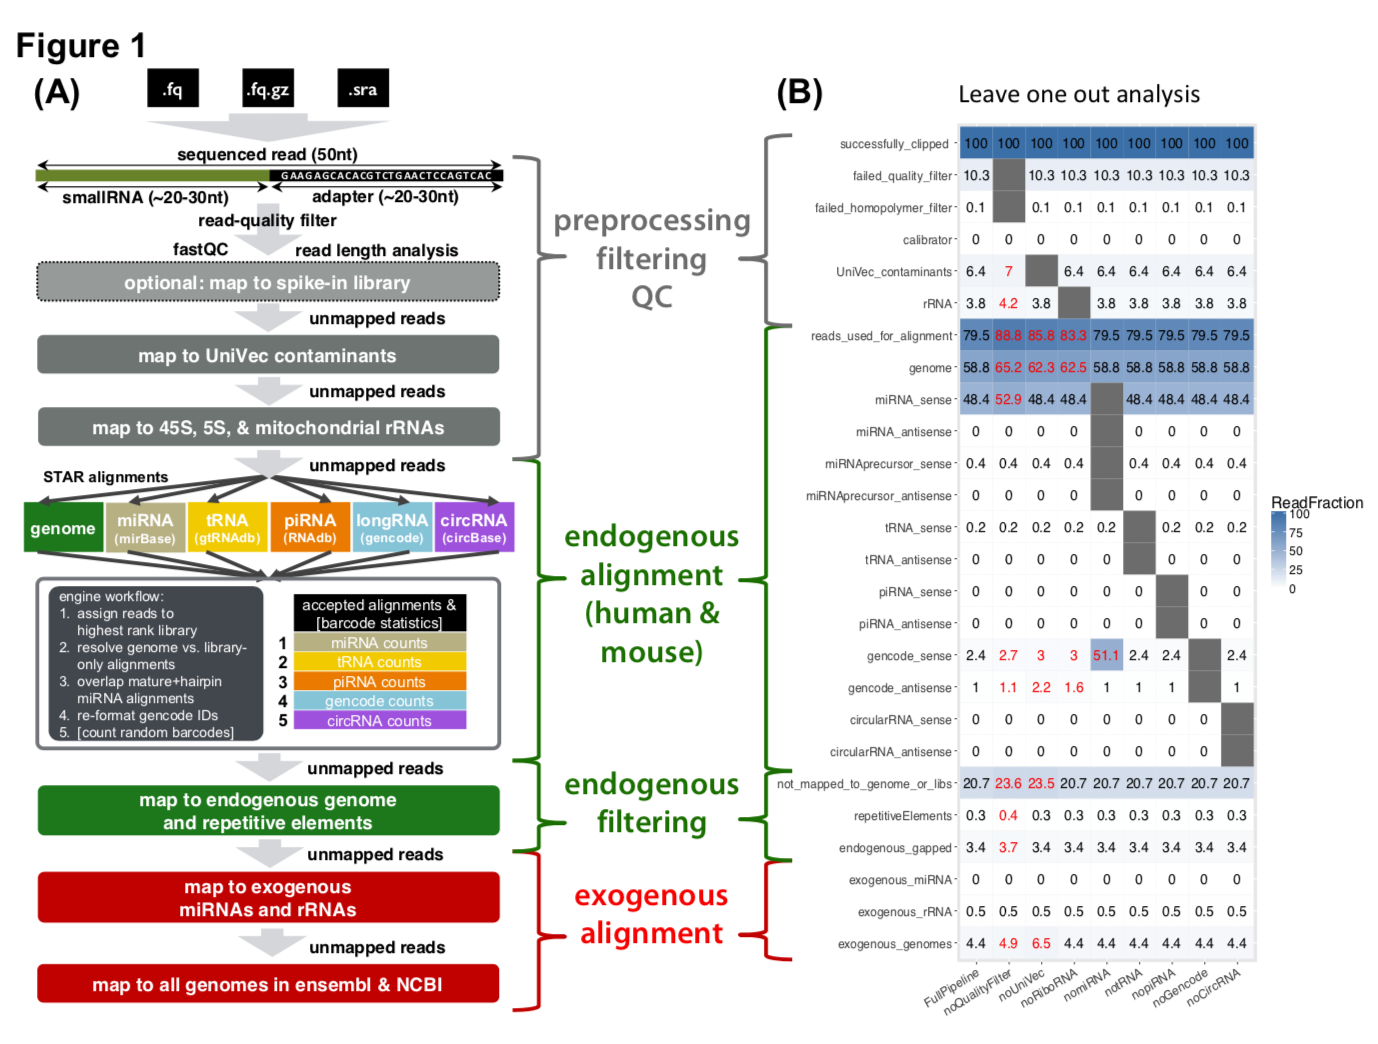 Figure 1
(A)
.fq
.fq.gz
.sra
sequenced read (50nt)
GAAGAGCACACGTCTGAACTCCAGTCAC
smallRNA (~20-30nt)
adapter (~20-30nt)
read-quality filter
fastQC
read length analysis
optional: map to spike-in library
unmapped reads
map to UniVec contaminants
unmapped reads
map to 45S, 5S, & mitochondrial rRNAs
unmapped reads
STAR alignments
genome
miRNA
(mirBase)
tRNA
(gtRNAdb)
piRNA
(RNAdb)
longRNA
(gencode)
circRNA
(circBase)
engine workflow:
1. assign reads to
highest rank library
2. resolve genome vs. library-
only alignments
3. overlap mature+hairpin
miRNA alignments
4. re-format gencode IDs
5. [count random barcodes]
accepted alignments &
[barcode statistics]
1 miRNA counts
2 tRNA counts
3 piRNA counts
4 gencode counts
5 circRNA counts
unmapped reads
map to endogenous genome
and repetitive elements
unmapped reads
map to exogenous
miRNAs and rRNAs
unmapped reads
map to all genomes in ensembl & NCBI
preprocessing
filtering
QC
endogenous
alignment
(human &
mouse)
endogenous
filtering
exogenous
alignment
(B)
Leave one out analysis
successfully_clipped 100 100 100 100 100 100 100 100 100
failed_quality_filter 10.3 10.3 10.3 10.3 10.3 10.3 10.3 10.3
failed_homopolymer_filter 0.1 0.1 0.1 0.1 0.1 0.1 0.1 0.1
calibrator 0 0 0 0 0 0 0 0 0
UniVec_contaminants 6.4 7 6.4 6.4 6.4 6.4 6.4 6.4
rRNA 3.8 4.2 3.8 3.8 3.8 3.8 3.8 3.8
reads_used_for_alignment 79.5 88.8 85.8 83.3 79.5 79.5 79.5 79.5 79.5
genome 58.8 65.2 62.3 62.5 58.8 58.8 58.8 58.8 58.8
miRNA_sense 48.4 52.9 48.4 48.4 48.4 48.4 48.4 48.4
miRNA_antisense 0 0 0 0 0 0 0 0
miRNAprecursor_sense 0.4 0.4 0.4 0.4 0.4 0.4 0.4 0.4
miRNAprecursor_antisense 0 0 0 0 0 0 0 0
tRNA_sense 0.2 0.2 0.2 0.2 0.2 0.2 0.2 0.2
tRNA_antisense 0 0 0 0 0 0 0 0
piRNA_sense 0 0 0 0 0 0 0 0
piRNA_antisense 0 0 0 0 0 0 0 0
gencode_sense 2.4 2.7 3 3 51.1 2.4 2.4 2.4
gencode_antisense 1 1.1 2.2 1.6 1 1 1 1
circularRNA_sense 0 0 0 0 0 0 0 0
circularRNA_antisense 0 0 0 0 0 0 0 0
not_mapped_to_genome_or_libs 20.7 23.6 23.5 20.7 20.7 20.7 20.7 20.7 20.7
repetitiveElements 0.3 0.4 0.3 0.3 0.3 0.3 0.3 0.3 0.3
endogenous_gapped 3.4 3.7 3.4 3.4 3.4 3.4 3.4 3.4 3.4
exogenous_miRNA 0 0 0 0 0 0 0 0 0
exogenous_rRNA 0.5 0.5 0.5 0.5 0.5 0.5 0.5 0.5 0.5
exogenous_genomes 4.4 4.9 6.5 4.4 4.4 4.4 4.4 4.4 4.4
FullPipeline
noQualityFilter
noUniVec
noRiboRNA
nomiRNA
notRNA
nopiRNA
noGencode
noCircRNA
ReadFraction
100
75
50
25
0